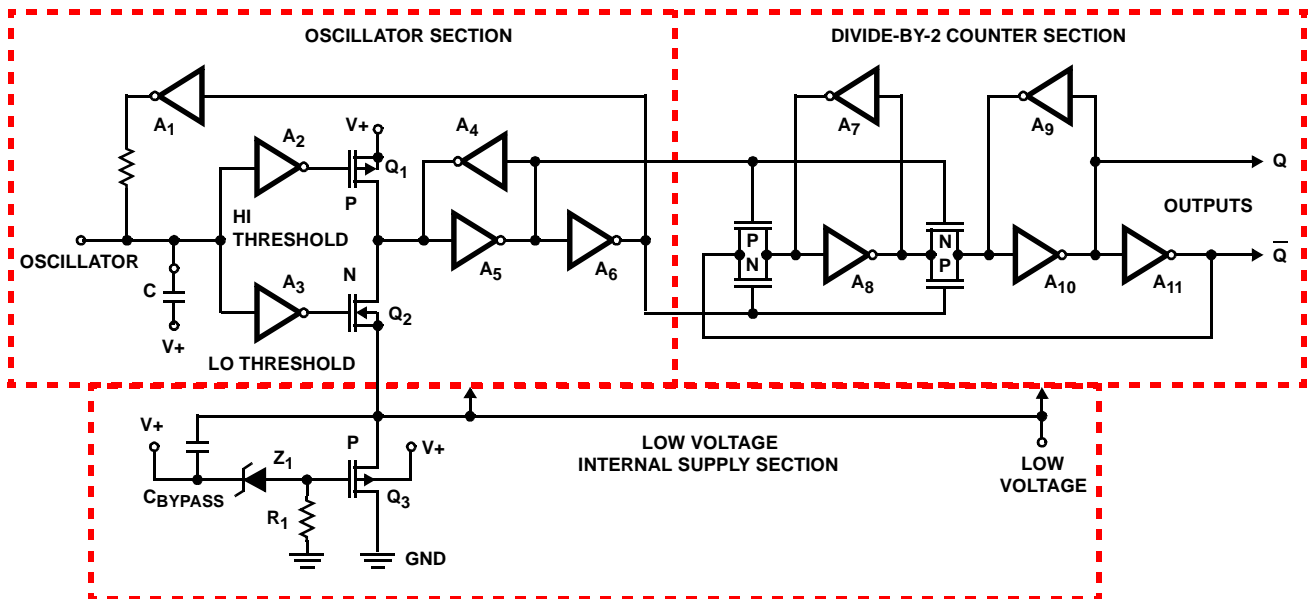 OSCILLATOR SECTION
DIVIDE-BY-2 COUNTER SECTION
A1
A2
V+
Q1
P
A4
A7
A9
Q
HI
THRESHOLD
OUTPUTS
OSCILLATOR
A5
A6
P
N
A8
N
P
A10
A11
Q̅
C
V+
A3
N
Q2
LO THRESHOLD
V+
P
V+
Z1
CBYPASS
Q3
R1
GND
LOW VOLTAGE
INTERNAL SUPPLY SECTION
LOW
VOLTAGE